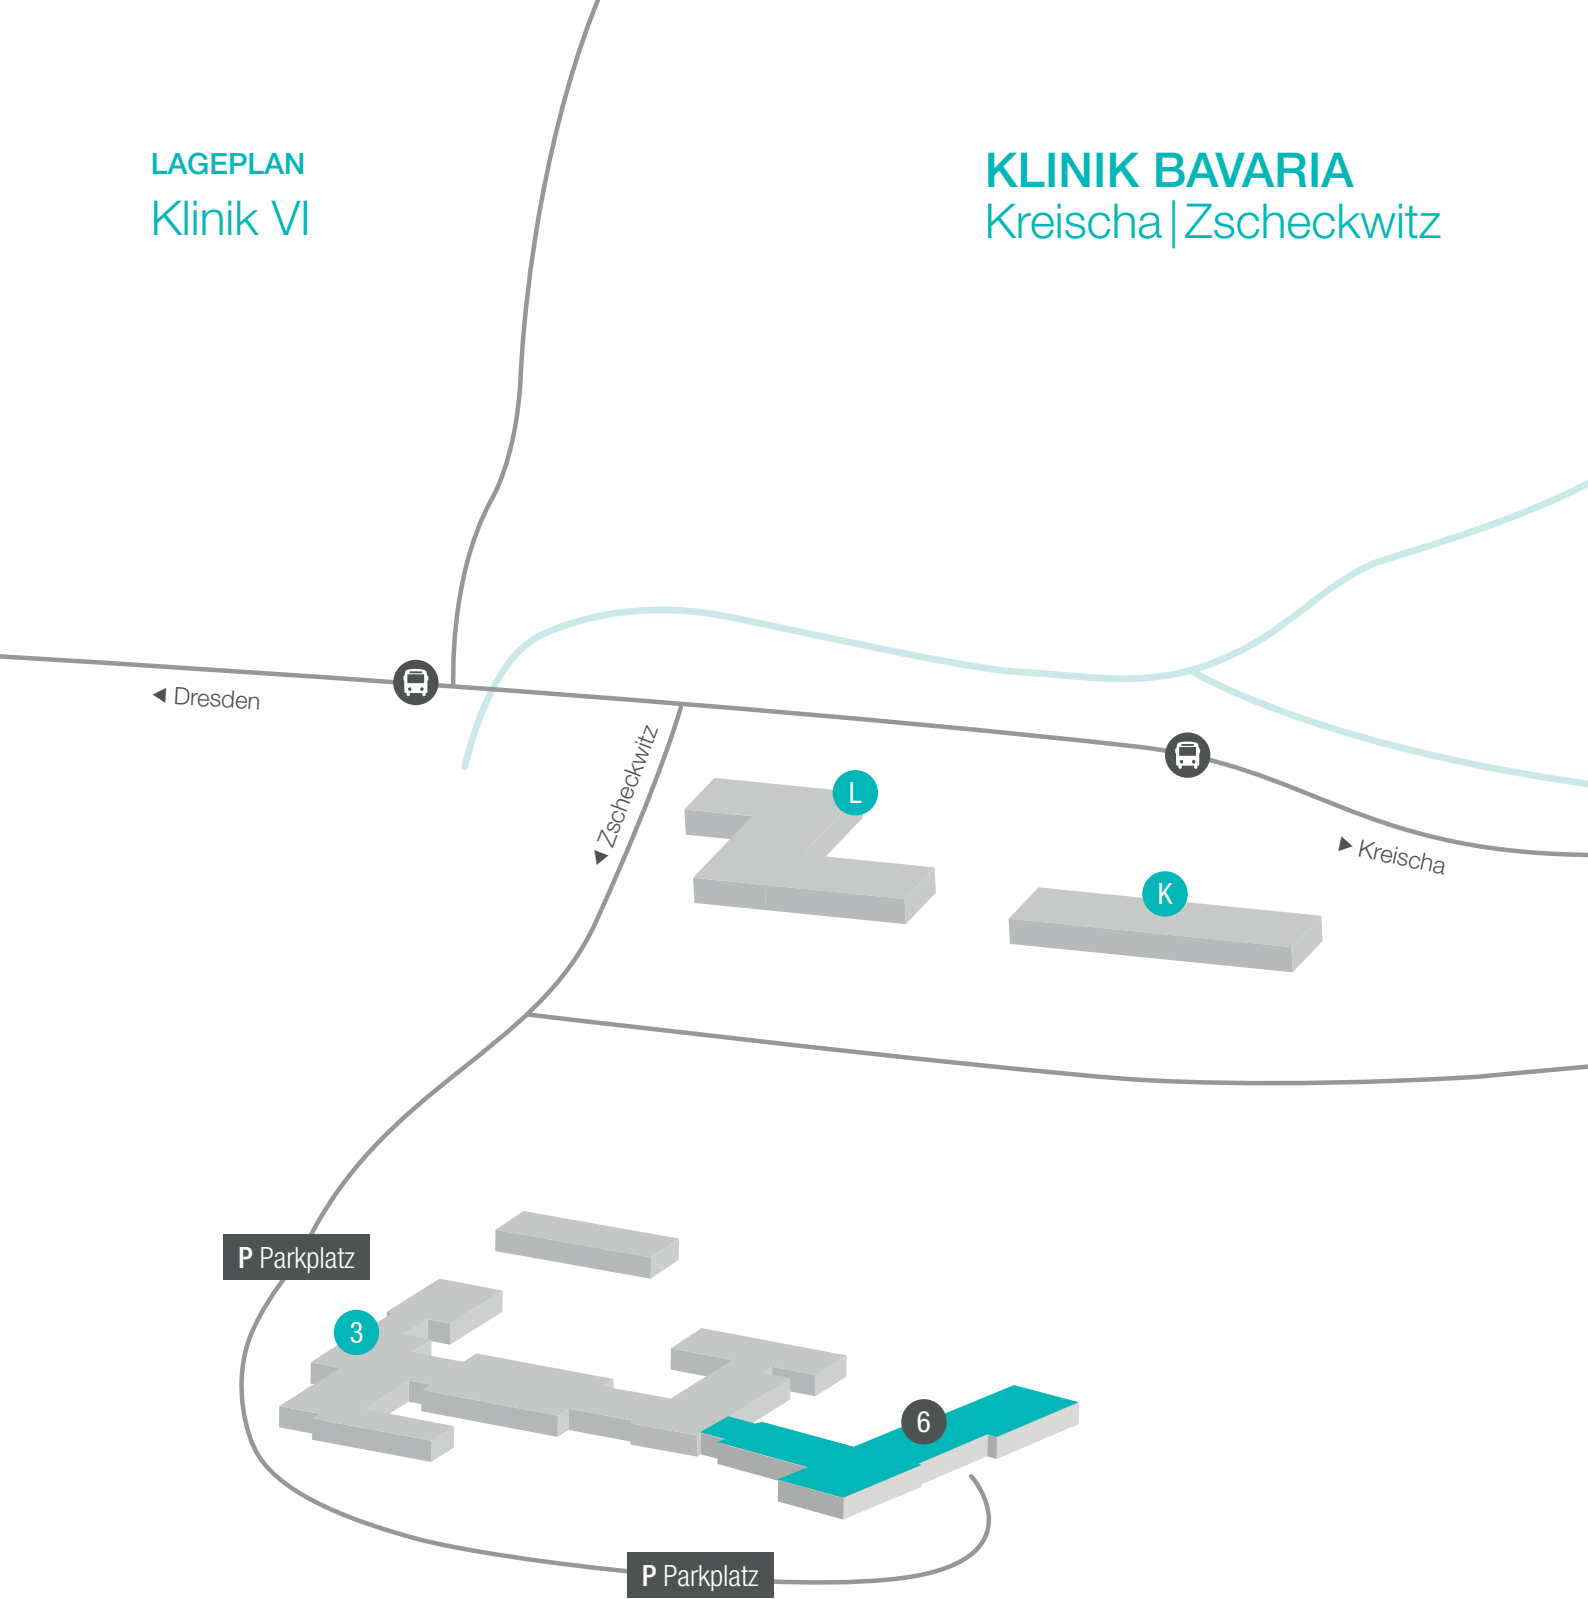 LAGEPLAN
Klinik VI
KLINIK BAVARIA
Kreischa|Zscheckwitz
Dresden
Zscheckwitz
L
Kreischa
K
P Parkplatz
3
6
P Parkplatz